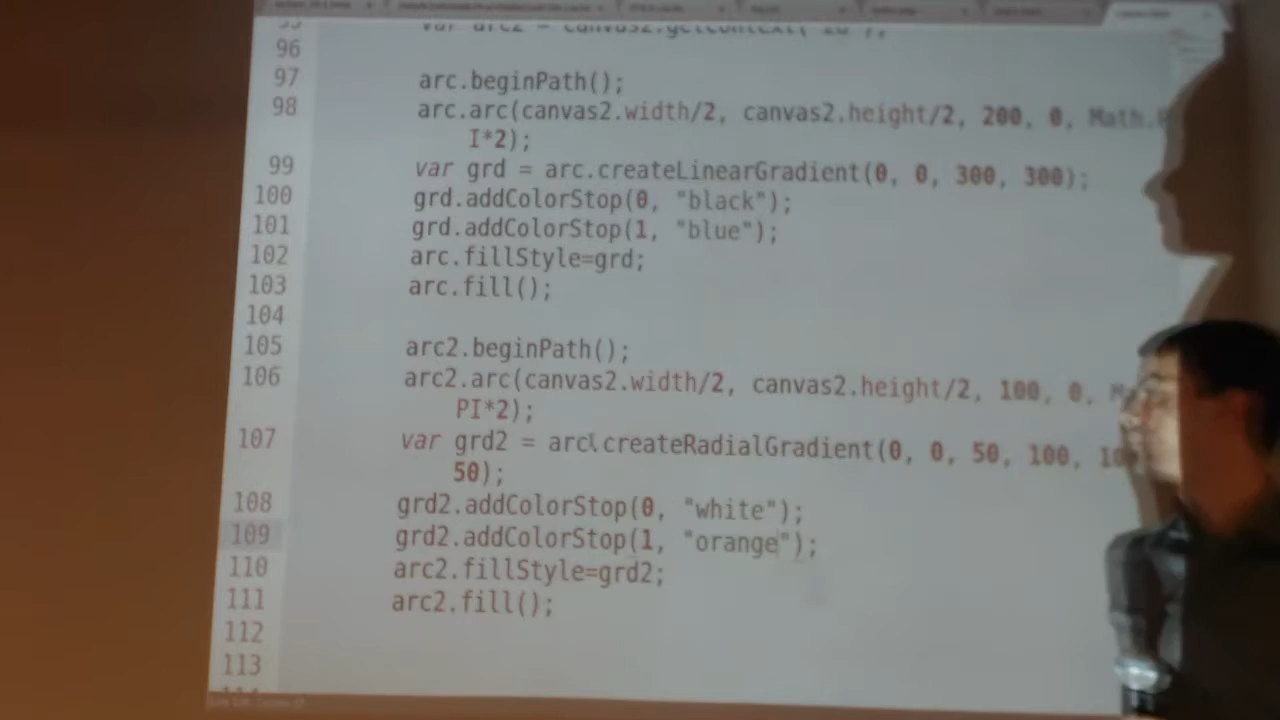 96
97 arc.beginPath();
98 arc.arc(canvas2.width/2, canvas2.height/2, 200, 0, Math.P
I*2);
99 var grd = arc.createLinearGradient(0, 0, 300, 300);
100 grd.addColorStop(0, "black");
101 grd.addColorStop(1, "blue");
102 arc.fillStyle=grd;
103 arc.fill();
104
105 arc2.beginPath();
106 arc2.arc(canvas2.width/2, canvas2.height/2, 100, 0,
PI*2);
107 var grd2 = arc.createRadialGradient(0, 0, 50, 100,
50);
108 grd2.addColorStop(0, "white");
109 grd2.addColorStop(1, "orange");
110 arc2.fillStyle=grd2;
111 arc2.fill();
112
113